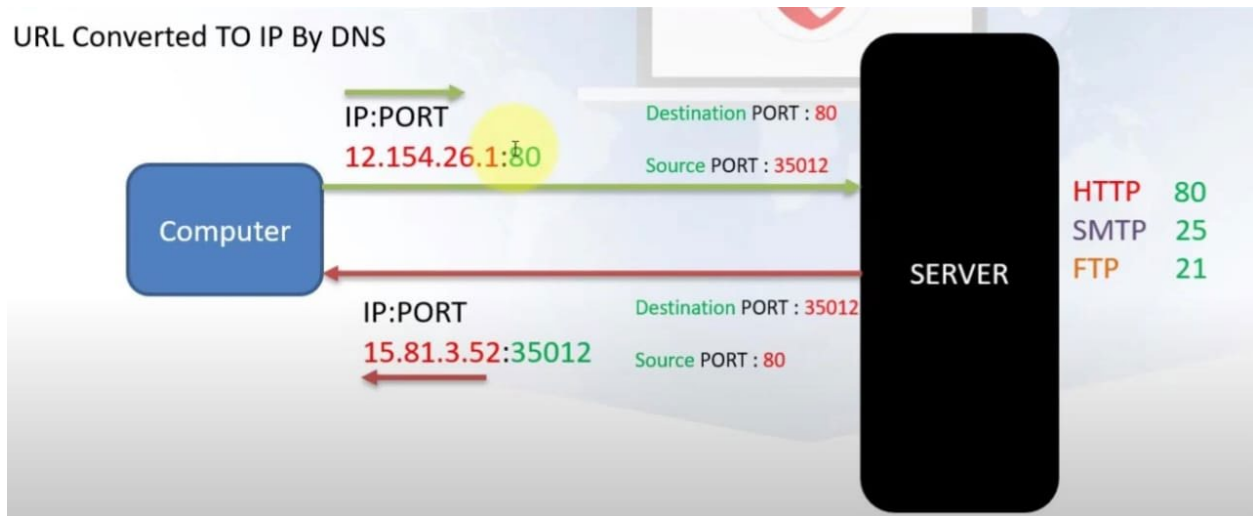 URL Converted TO IP By DNS
IP:PORT
12.154.26.1:80
Destination PORT : 80
Source PORT : 35012
Computer
SERVER
HTTP 80
SMTP 25
FTP 21
IP:PORT
15.81.3.52:35012
Destination PORT : 35012
Source PORT : 80